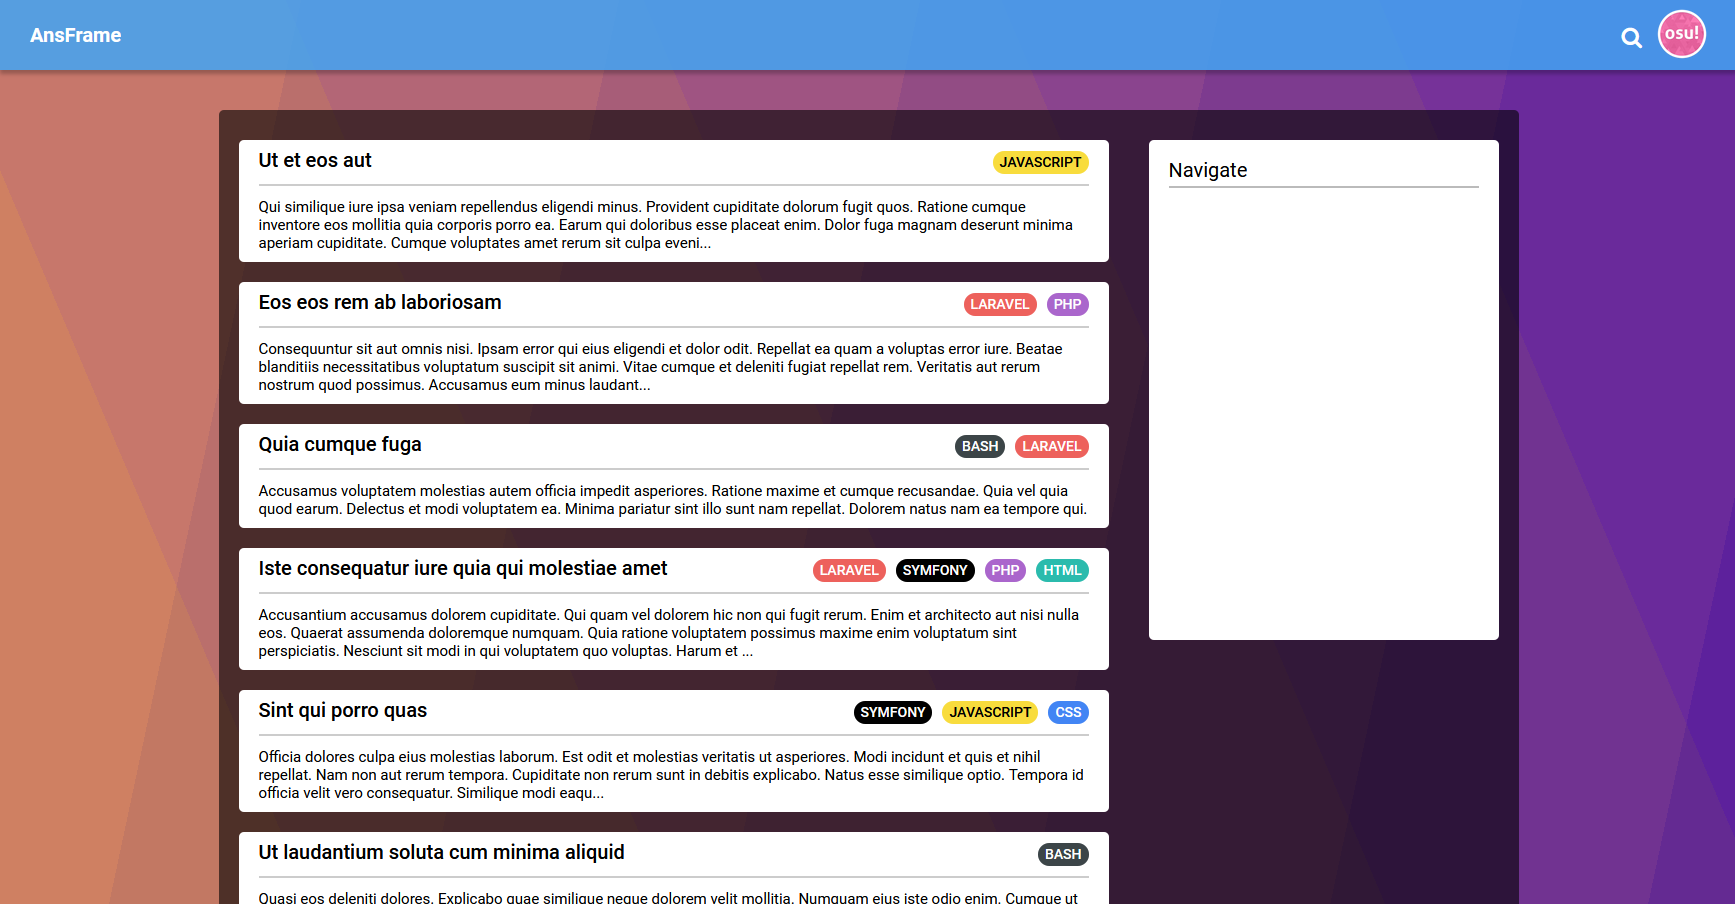 AnsFrame
osu!
Ut et eos aut
JAVASCRIPT
Qui similique iure ipsa veniam repellendus eligendi minus. Provident cupiditate dolorum fugit quos. Ratione cumque
inventore eos mollitia quia corporis porro ea. Earum qui doloribus esse placeat enim. Dolor fuga magnam deserunt minima
aperiam cupiditate. Cumque voluptates amet rerum sit culpa eveni...
Eos eos rem ab laboriosam
LARAVEL PHP
Consequuntur sit aut omnis nisi. Ipsam error qui eius eligendi et dolor odit. Repellat ea quam a voluptas error iure. Beatae
blanditiis necessitatibus voluptatum suscipit sit animi. Vitae cumque et deleniti fugiat repellat rem. Veritatis aut rerum
nostrum quod possimus. Accusamus eum minus laudant...
Quia cumque fuga
BASH LARAVEL
Accusamus voluptatem molestias autem officia impedit asperiores. Ratione maxime et cumque recusandae. Quia vel quia
quod earum. Delectus et modi voluptatem ea. Minima pariatur sint illo sunt nam repellat. Dolorem natus nam ea tempore qui.
Iste consequatur iure quia qui molestiae amet
LARAVEL SYMFONY PHP HTML
Accusantium accusamus dolorem cupiditate. Qui quam vel dolorem hic non qui fugit rerum. Enim et architecto aut nisi nulla
eos. Quaerat assumenda doloremque numquam. Quia ratione voluptatem possimus maxime enim voluptatum sint
perspiciatis. Nesciunt sit modi in qui voluptatem quo voluptas. Harum et ...
Sint qui porro quas
SYMFONY JAVASCRIPT CSS
Officia dolores culpa eius molestias laborum. Est odit et molestias veritatis ut asperiores. Modi incidunt et quis et nihil
repellat. Nam non aut rerum tempora. Cupiditate non rerum sunt in debitis explicabo. Natus esse similique optio. Tempora id
officia velit vero consequatur. Similique modi eaqu...
Ut laudantium soluta cum minima aliquid
BASH
Quasi eos deleniti dolores. Explicabo quae similique neque dolorem velit mollitia. Numquam eius iste odio enim. Cumque ut
Navigate